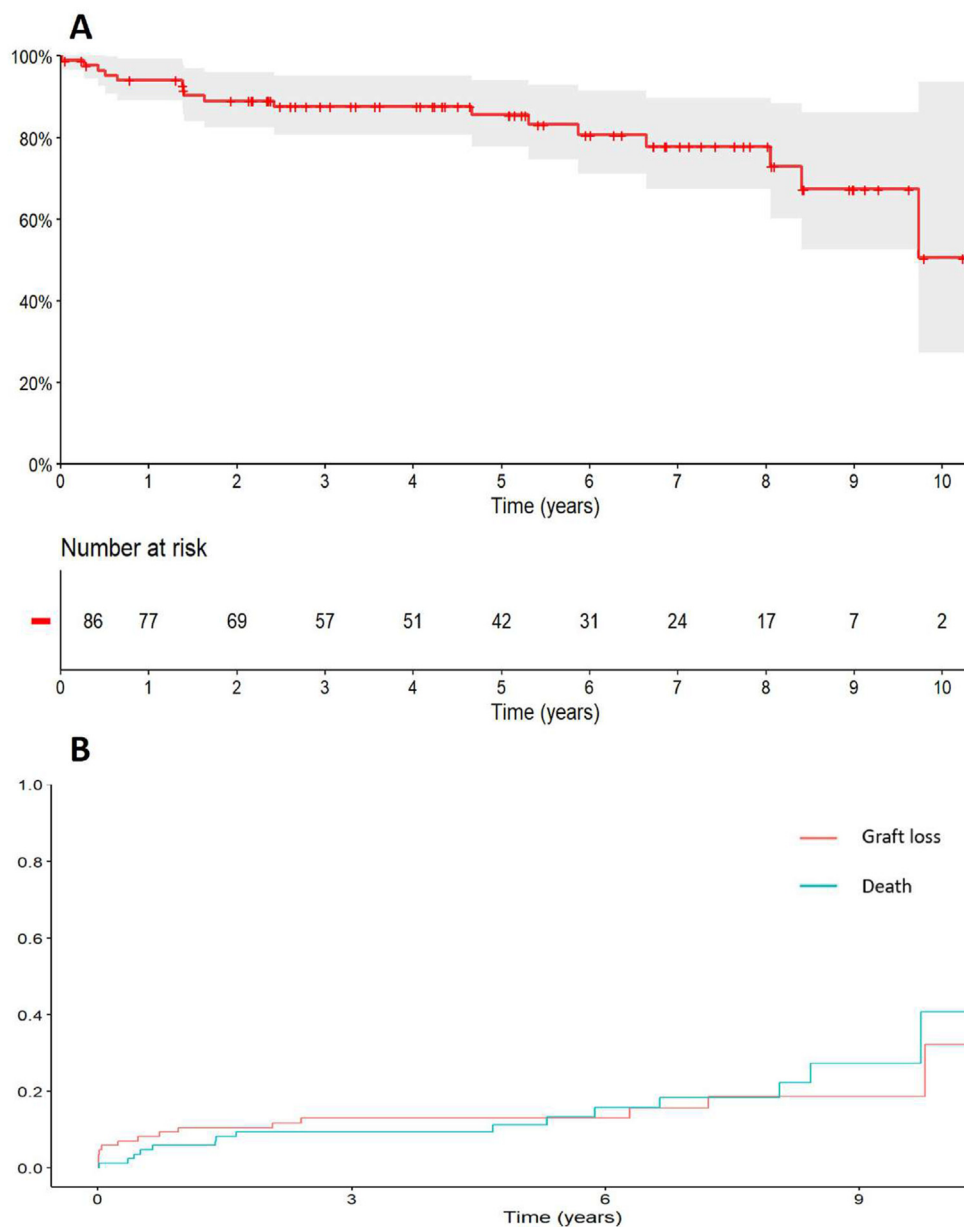 A
100%
80%
60%
40%
20%
0%
0 1 2 3 4 5 6 7 8 9 10
Time (years)
Number at risk
86 77 69 57 51 42 31 24 17 7 2
0 1 2 3 4 5 6 7 8 9 10
Time (years)
B
1.0
0.8
0.6
0.4
0.2
0.0
Graft loss
Death
0 3 6 9
Time (years)